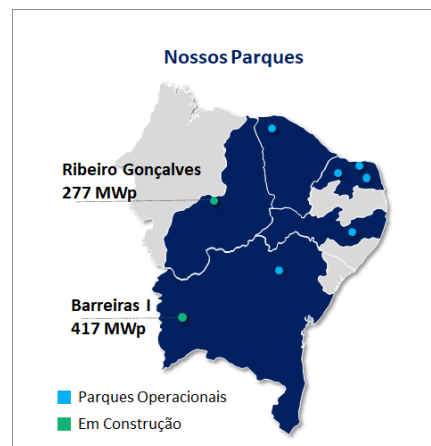 Nossos Parques
Ribeiro Gonçalves
277 MWp
Barreiras I
417 MWp
Parques Operacionais
Em Construção